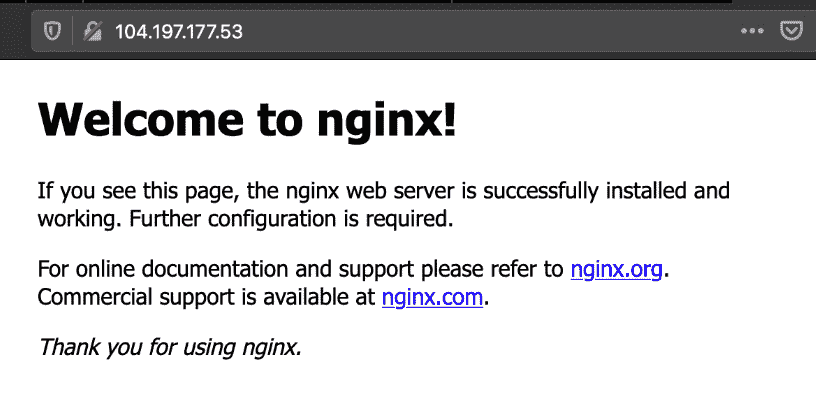 104.197.177.53
Welcome to nginx!
If you see this page, the nginx web server is successfully installed and
working. Further configuration is required.
For online documentation and support please refer to nginx.org.
Commercial support is available at nginx.com.
Thank you for using nginx.